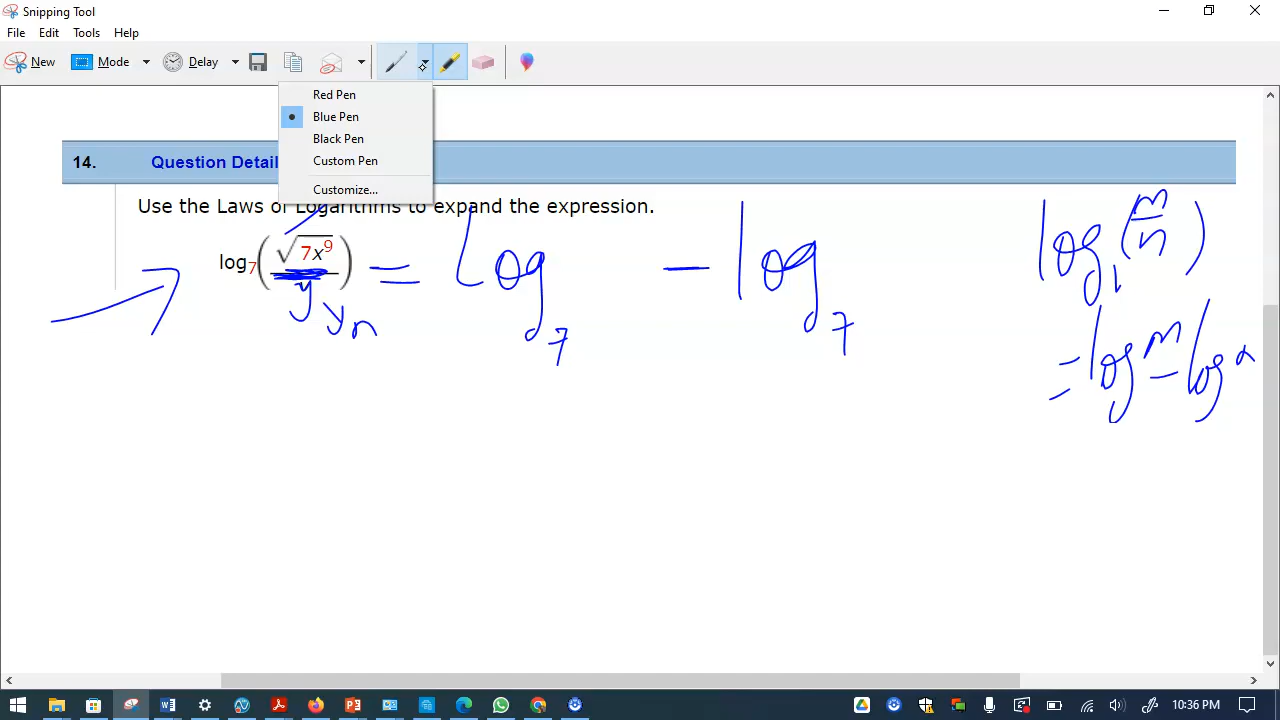 Snipping Tool
File Edit Tools Help
New Mode Delay
Red Pen
Blue Pen
Black Pen
Custom Pen
Customize...
14. Question Detail
Use the Laws of Logarithms to expand the expression.
log₇(√(7x⁹)/y) = log₇ − log₇
y n
log (m/n)
= log m − log
10:36 PM